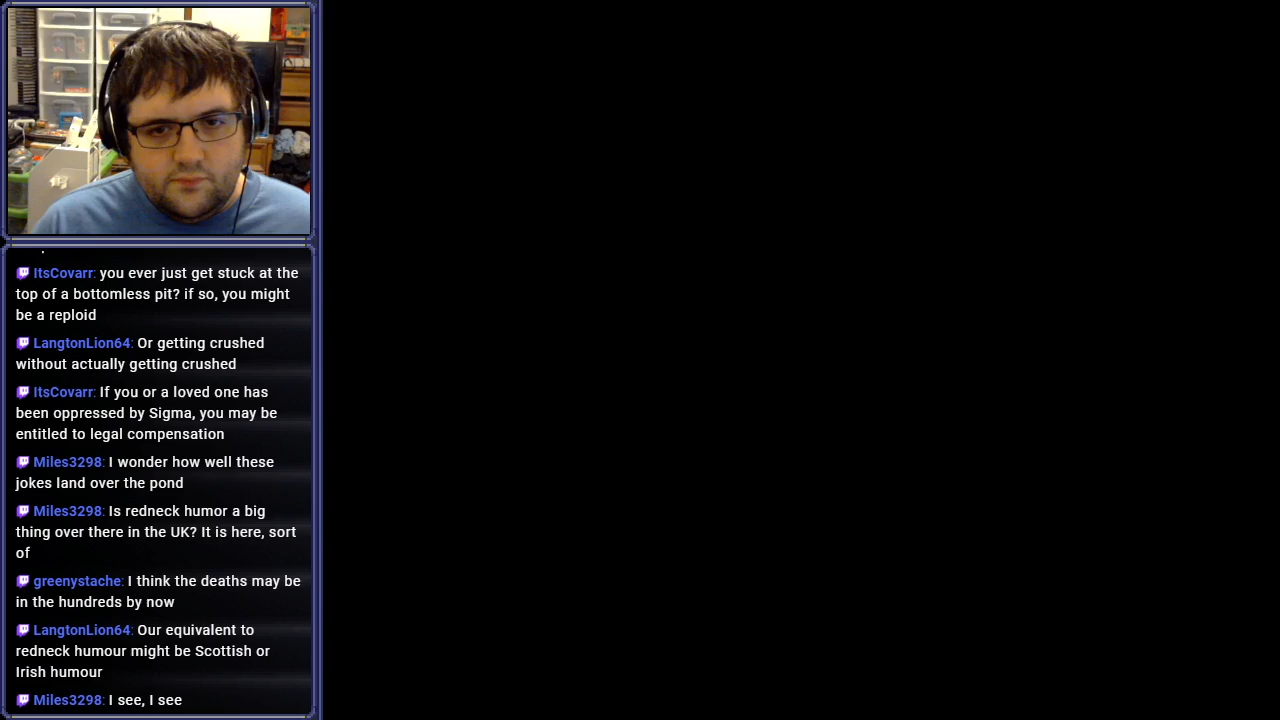 ItsCovarr: you ever just get stuck at the
top of a bottomless pit? if so, you might
be a reploid
LangtonLion64: Or getting crushed
without actually getting crushed
ItsCovarr: If you or a loved one has
been oppressed by Sigma, you may be
entitled to legal compensation
Miles3298: I wonder how well these
jokes land over the pond
Miles3298: Is redneck humor a big
thing over there in the UK? It is here, sort
of
greenystache: I think the deaths may be
in the hundreds by now
LangtonLion64: Our equivalent to
redneck humour might be Scottish or
Irish humour
Miles3298: I see, I see